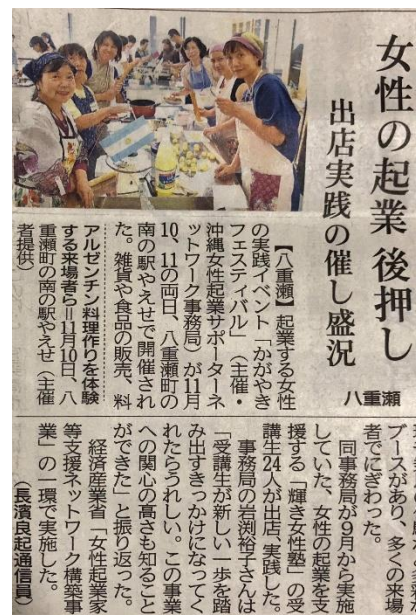 女性の起業 後押し
出店実践の催し盛況
八重瀬
【八重瀬】起業する女性
の実践イベント「かがやき
フェスティバル」(主催・
沖縄女性起業サポーターネ
ットワーク事務局)が11月
10、11の両日、八重瀬町の
南の駅やえせで開催され
た。雑貨や食品の販売、料
アルゼンチン料理作りを体験
する来場者ら=11月10日、八
重瀬町の南の駅やえせ(主催
者提供)
ブースがあり、多くの来場
者でにぎわった。
同事務局が9月から実施
していた、女性の起業を支
援する「輝き女性塾」の受
講生24人が出店、実践した。
事務局の岩渕裕子さんは
「受講生が新しい一歩を踏
み出すきっかけになってく
れたらうれしい。この事業
への関心の高さも知ること
ができた」と振り返った。
経済産業省「女性起業家
等支援ネットワーク構築事
業」の一環で実施した。
(長濱良起通信員)